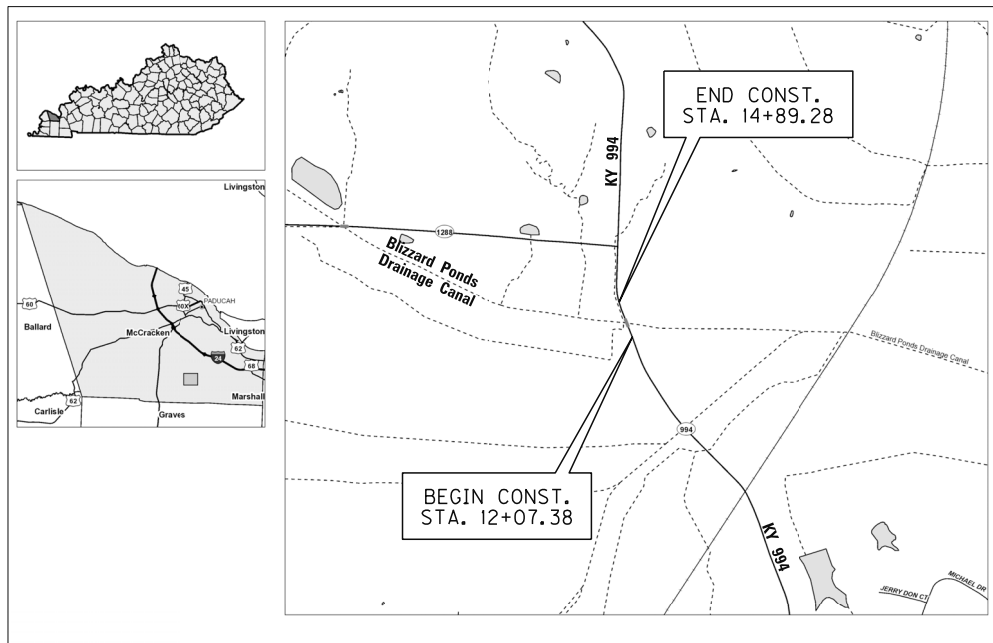 Livingston
45
60
60X
PADUCAH
Ballard
McCracken
Livingston
62
24
68
Marshall
62
Carlisle
Graves
END CONST.
STA. 14+89.28
KY 994
1288
Blizzard Ponds
Drainage Canal
Blizzard Ponds Drainage Canal
994
BEGIN CONST.
STA. 12+07.38
KY 994
MICHAEL DR
JERRY DON CT